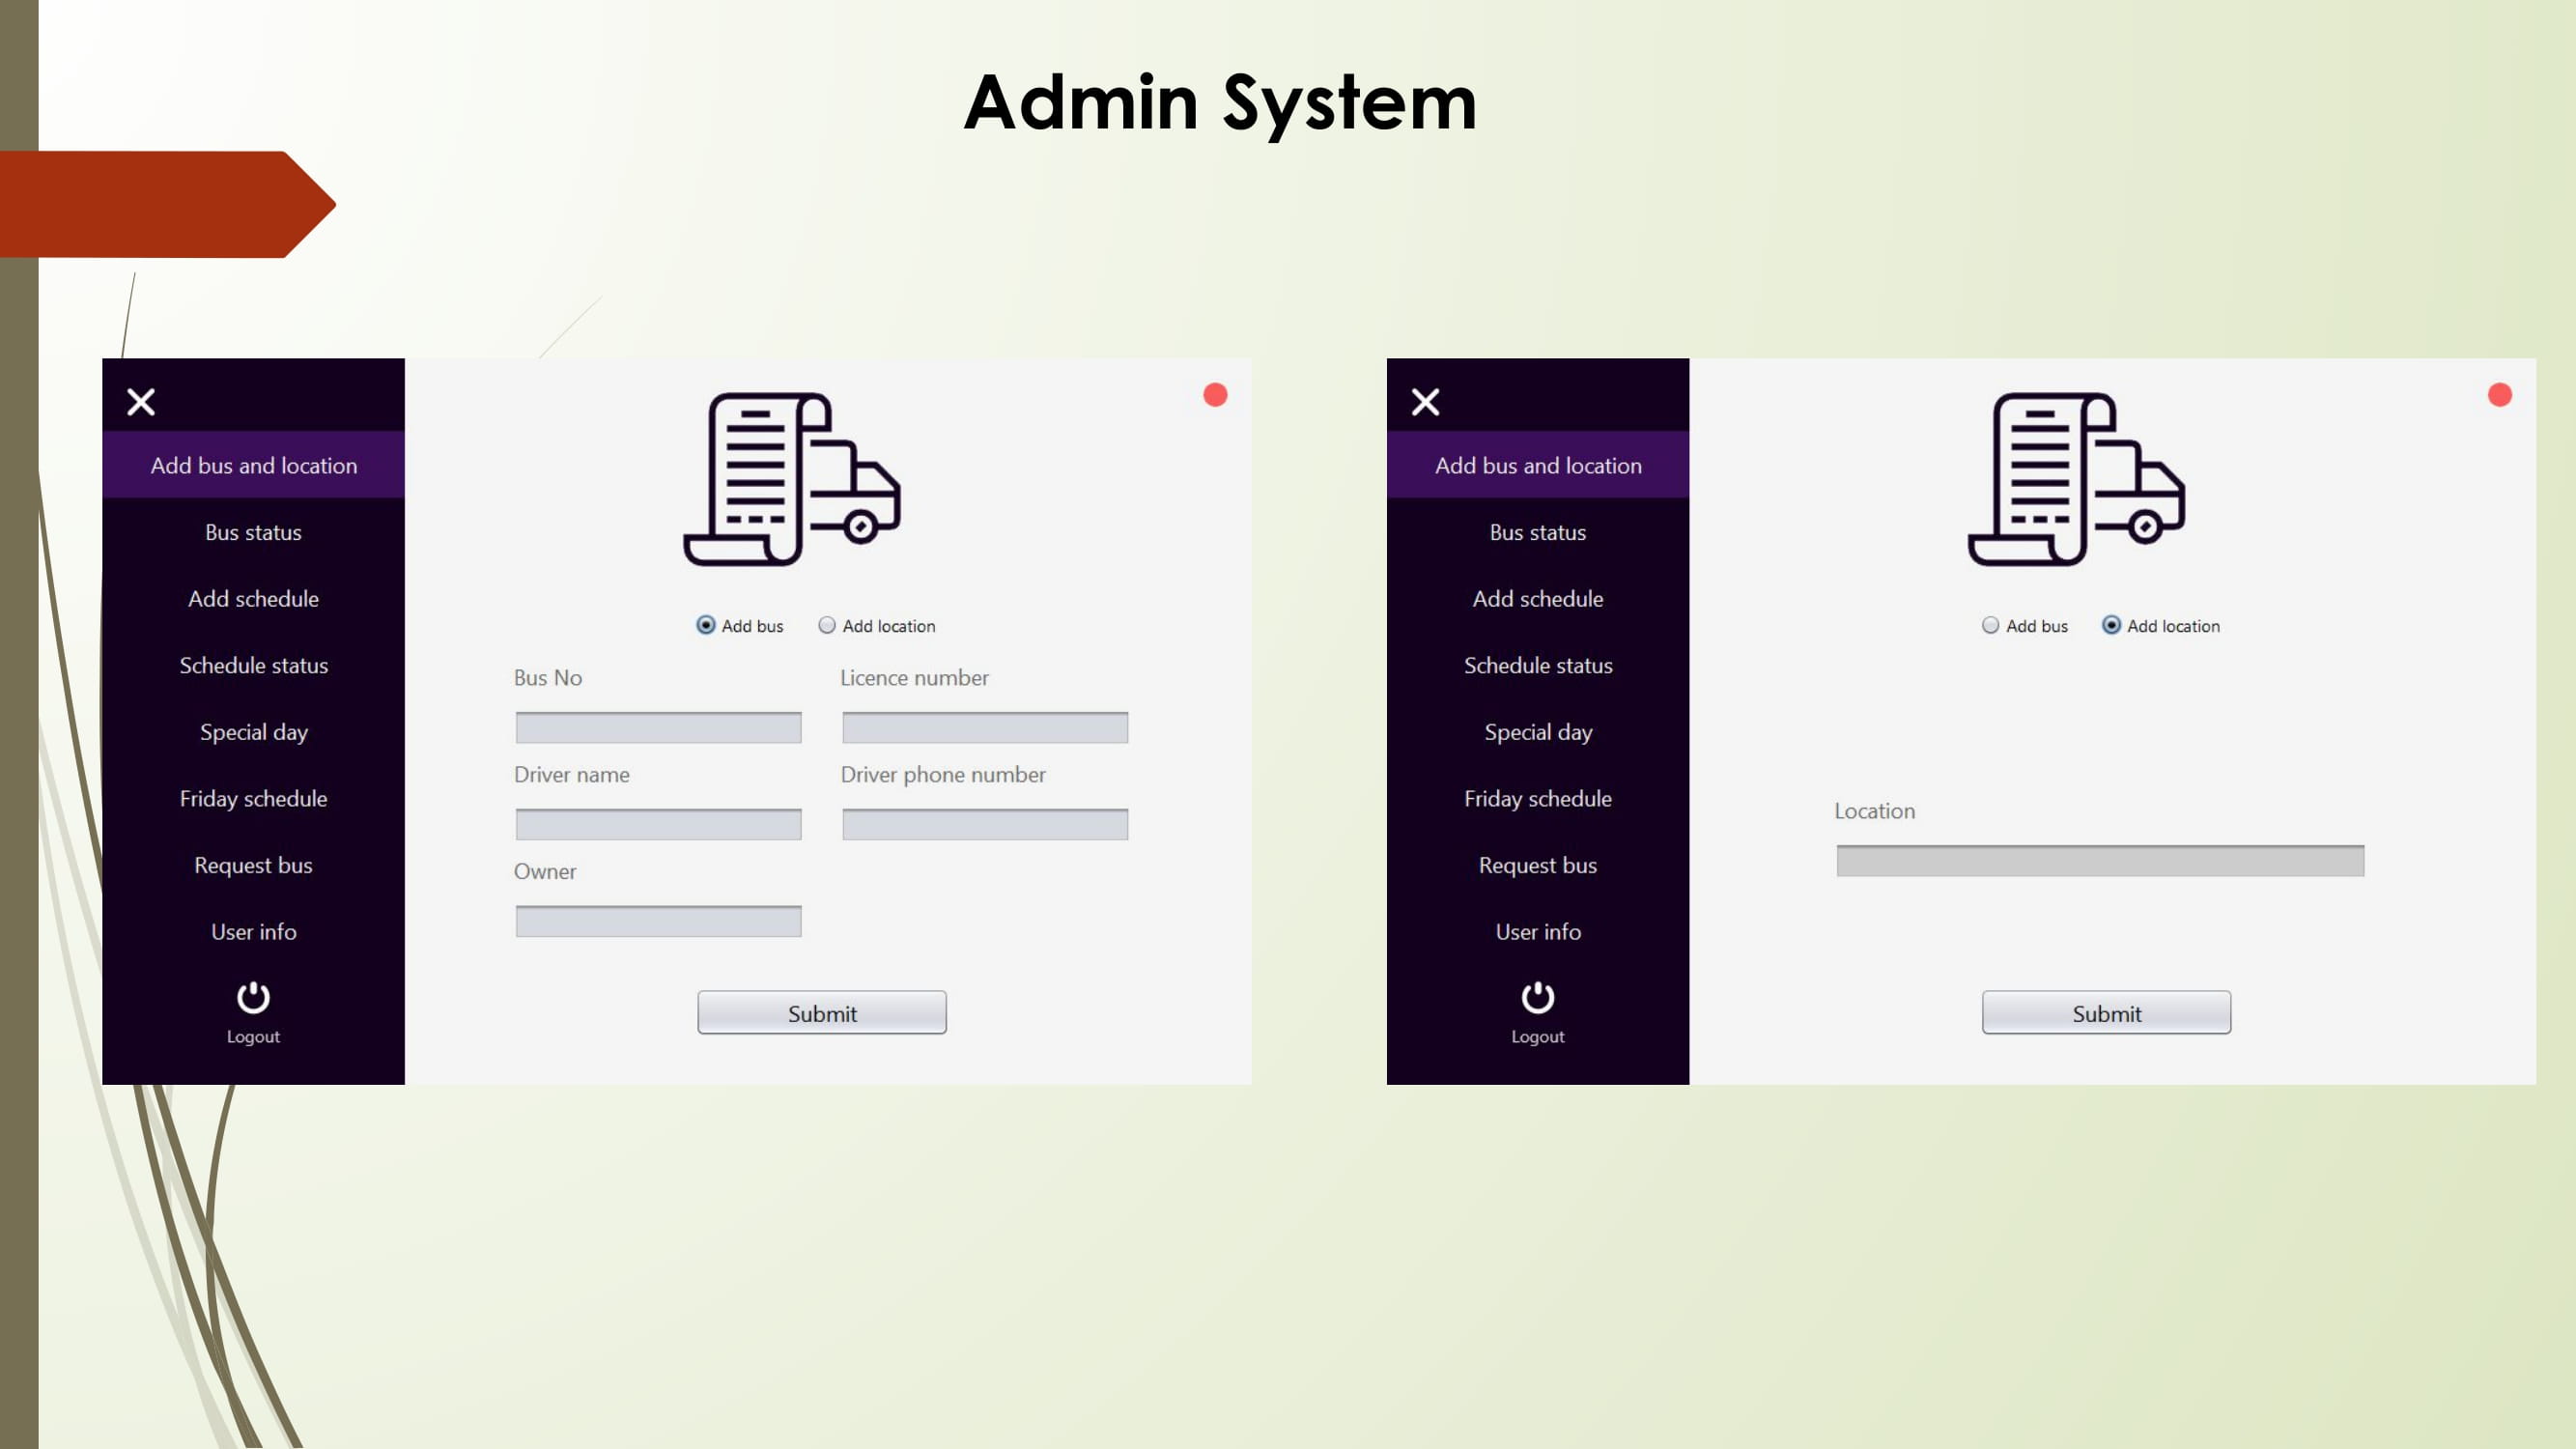 Admin System
Add bus and location
Bus status
Add schedule
Schedule status
Special day
Friday schedule
Request bus
User info
Logout
Add bus Add location
Bus No Licence number
Driver name Driver phone number
Owner
Submit
Add bus and location
Bus status
Add schedule
Schedule status
Special day
Friday schedule
Request bus
User info
Logout
Add bus Add location
Location
Submit